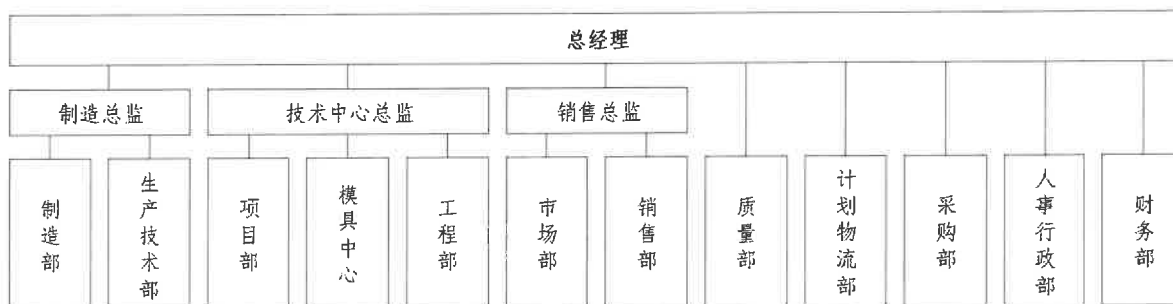 总经理
制造总监
技术中心总监
销售总监
制造部
生产技术部
项目部
模具中心
工程部
市场部
销售部
质量部
计划物流部
采购部
人事行政部
财务部